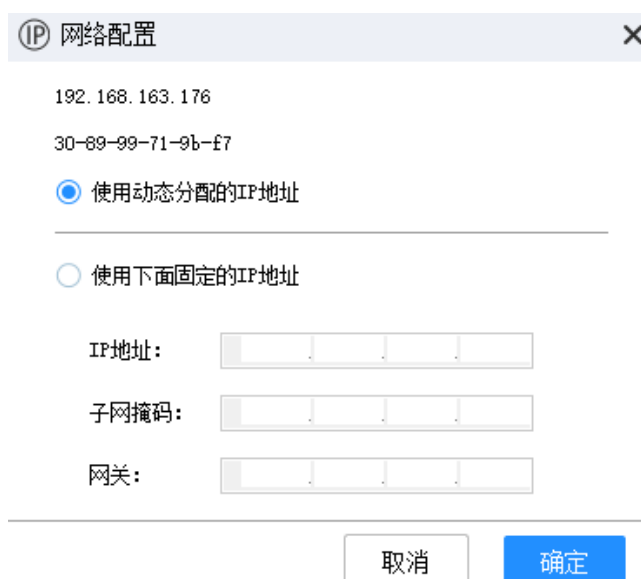 IP 网络配置
192.168.163.176
30-89-99-71-9b-f7
使用动态分配的IP地址
使用下面固定的IP地址
IP地址: . . .
子网掩码: . . .
网关: . . .
取消 确定